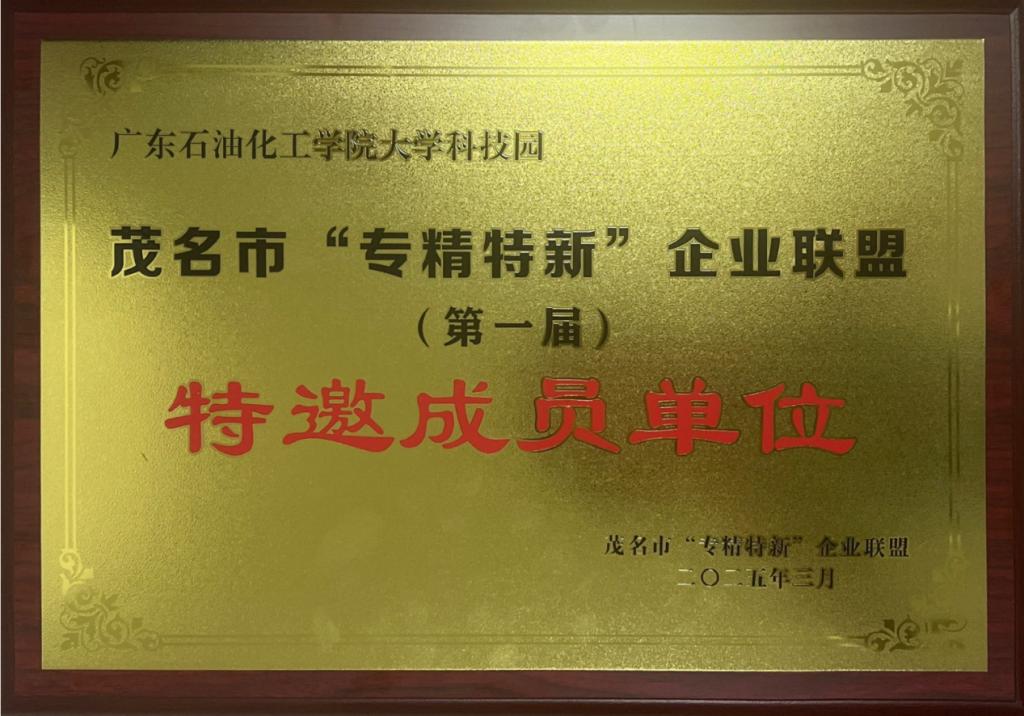 广东石油化工学院大学科技园
茂名市“专精特新”企业联盟
（第一届）
特邀成员单位
茂名市“专精特新”企业联盟
二〇二五年三月